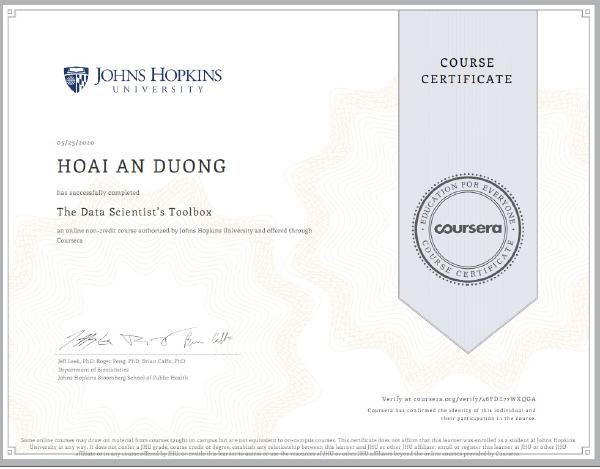 JOHNS HOPKINS
UNIVERSITY
COURSE
CERTIFICATE
05/25/2020
HOAI AN DUONG
has successfully completed
The Data Scientist's Toolbox
an online non-credit course authorized by Johns Hopkins University and offered through
Coursera
EDUCATION FOR EVERYONE
coursera
COURSE CERTIFICATE
Jeff Leek, PhD; Roger Peng, PhD; Brian Caffo, PhD
Department of Biostatistics
Johns Hopkins Bloomberg School of Public Health
Verify at coursera.org/verify/46PDE77WXQGA
Coursera has confirmed the identity of this individual and
their participation in the course.
Some online courses may draw on material from courses taught on campus but are not equivalent to on-campus courses. This certificate does not affirm that this learner was enrolled as a student at Johns Hopkins
University in any way. It does not confer a JHU grade, course credit or degree, establish any relationship between this learner and JHU or other JHU affiliate, enroll or register the learner at JHU or other JHU
affiliate or in any course offered by JHU, or entitle this learner to access or use the resources of JHU or other JHU affiliates beyond the online courses provided by Coursera.